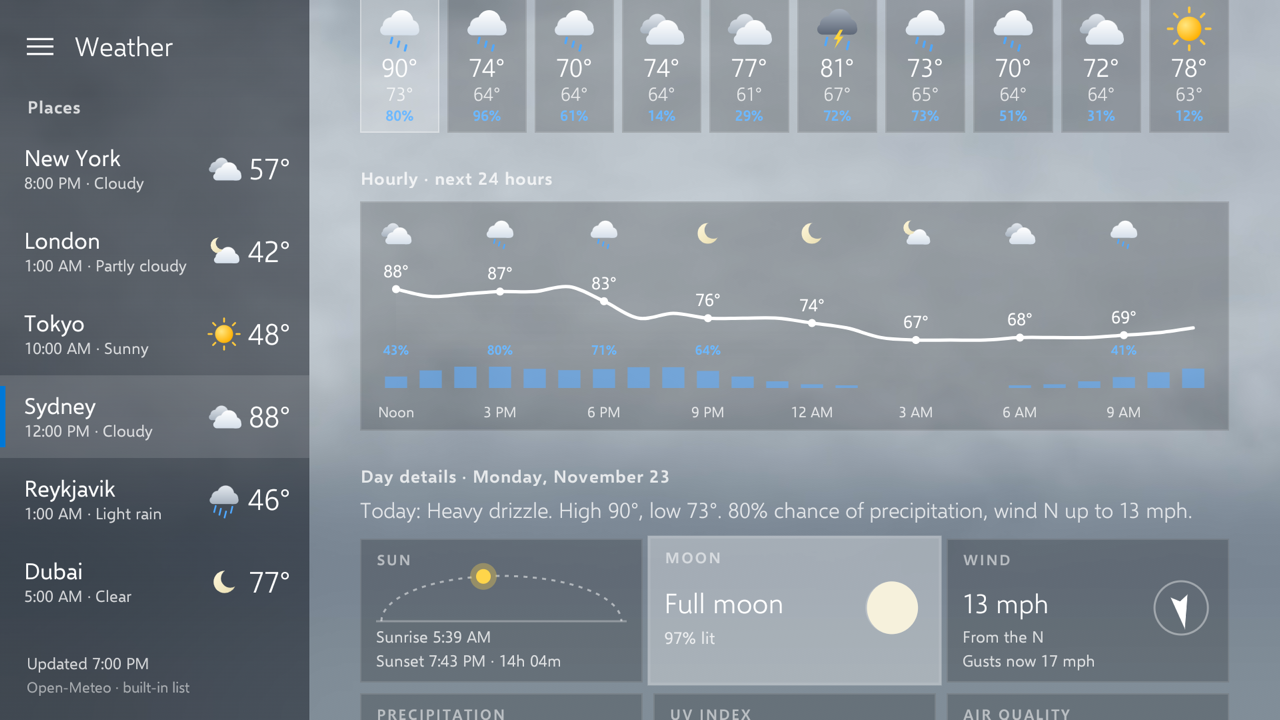 Weather
Places
New York
8:00 PM · Cloudy
57°
London
1:00 AM · Partly cloudy
42°
Tokyo
10:00 AM · Sunny
48°
Sydney
12:00 PM · Cloudy
88°
Reykjavik
1:00 AM · Light rain
46°
Dubai
5:00 AM · Clear
77°
Updated 7:00 PM
Open-Meteo · built-in list
90° 74° 70° 74° 77° 81° 73° 70° 72° 78°
73° 64° 64° 64° 61° 67° 65° 64° 64° 63°
80% 96% 61% 14% 29% 72% 73% 51% 31% 12%
Hourly · next 24 hours
88° 87° 83° 76° 74° 67° 68° 69°
43% 80% 71% 64% 41%
Noon 3 PM 6 PM 9 PM 12 AM 3 AM 6 AM 9 AM
Day details · Monday, November 23
Today: Heavy drizzle. High 90°, low 73°. 80% chance of precipitation, wind N up to 13 mph.
SUN
Sunrise 5:39 AM
Sunset 7:43 PM · 14h 04m
MOON
Full moon
97% lit
WIND
13 mph
From the N
Gusts now 17 mph
PRECIPITATION
UV INDEX
AIR QUALITY